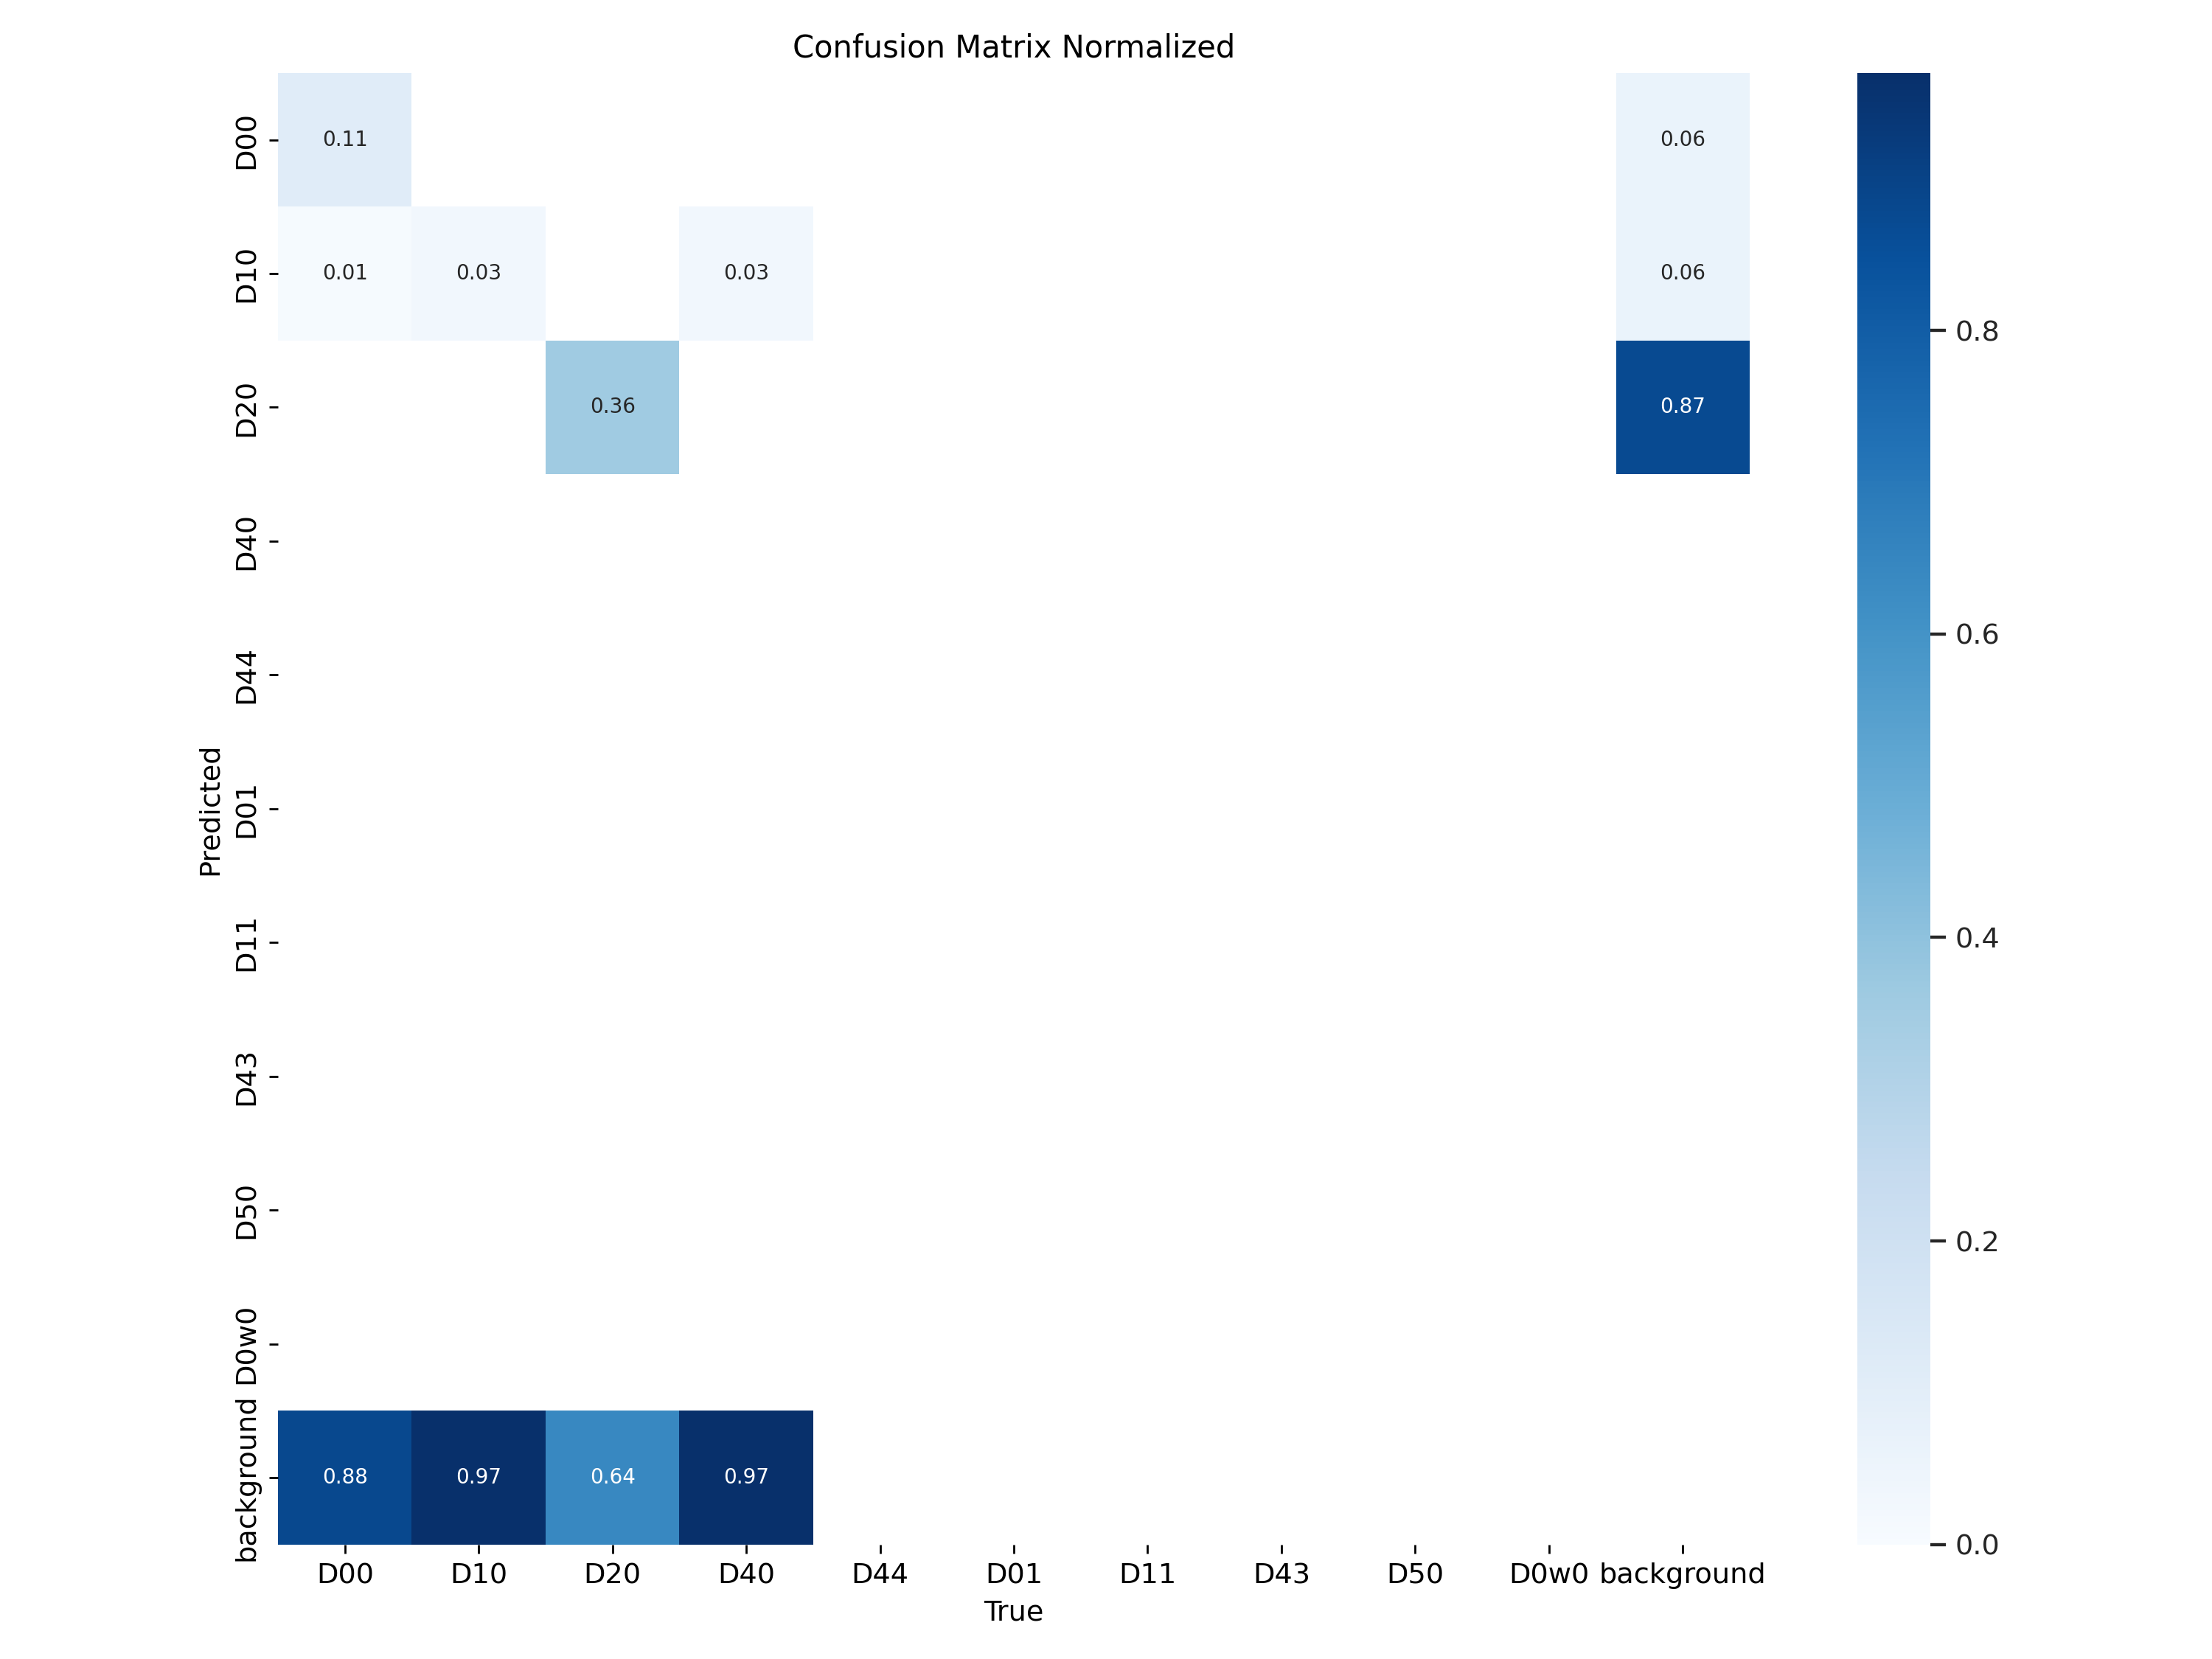 Confusion Matrix Normalized
D00
0.11
0.06
D10
0.01
0.03
0.03
0.06
D20
0.36
0.87
D40
D44
D01
D11
D43
D50
D0w0
background
0.88
0.97
0.64
0.97
Predicted
D00 D10 D20 D40 D44 D01 D11 D43 D50 D0w0 background
True
0.8
0.6
0.4
0.2
0.0